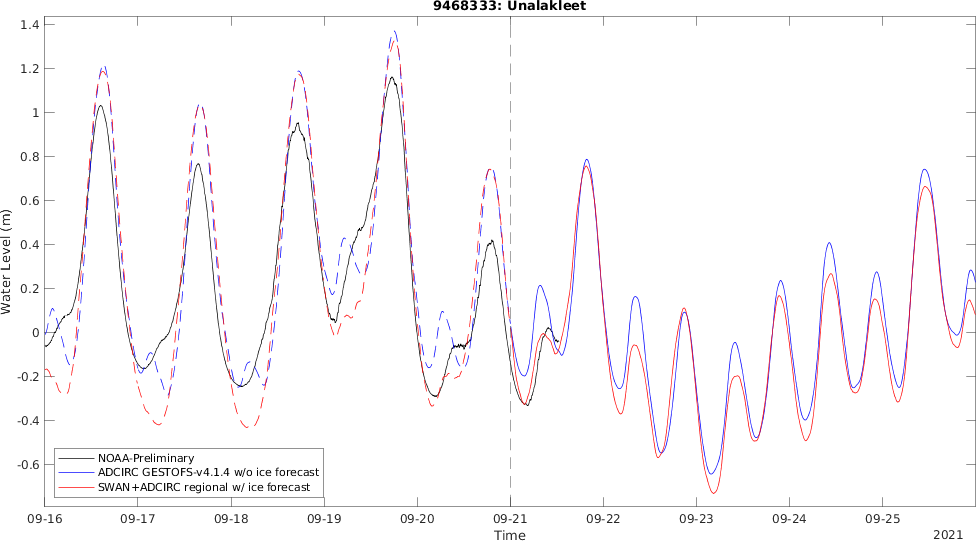 9468333: Unalakleet
1.4
1.2
1
0.8
0.6
0.4
0.2
0
-0.2
-0.4
-0.6
Water Level (m)
NOAA-Preliminary
ADCIRC GESTOFS-v4.1.4 w/o ice forecast
SWAN+ADCIRC regional w/ ice forecast
09-16 09-17 09-18 09-19 09-20 09-21 09-22 09-23 09-24 09-25
Time
2021